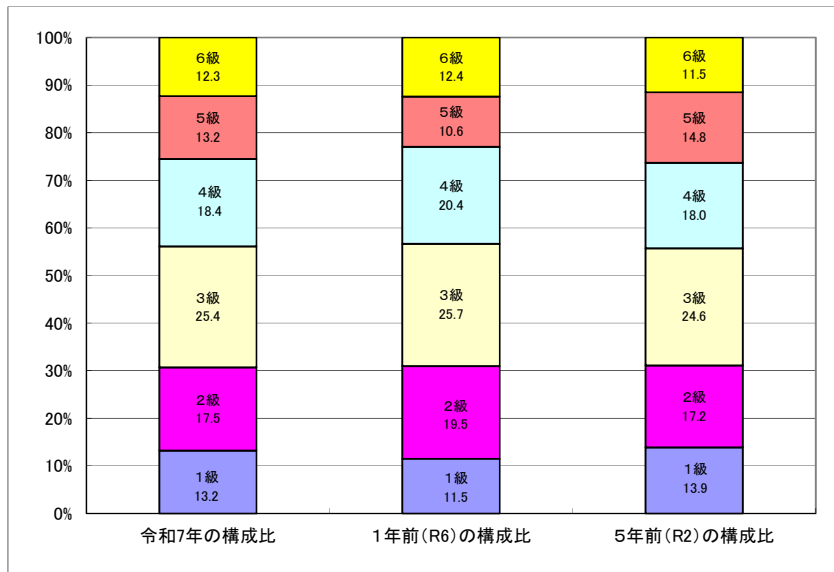 100%
90%
80%
70%
60%
50%
40%
30%
20%
10%
0%
6級
12.3
5級
13.2
4級
18.4
3級
25.4
2級
17.5
1級
13.2
6級
12.4
5級
10.6
4級
20.4
3級
25.7
2級
19.5
1級
11.5
6級
11.5
5級
14.8
4級
18.0
3級
24.6
2級
17.2
1級
13.9
令和7年の構成比
1年前(R6)の構成比
5年前(R2)の構成比